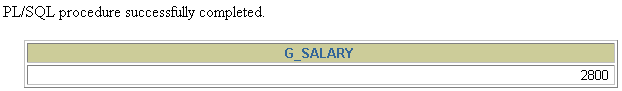 PL/SQL procedure successfully completed.
G_SALARY
2800